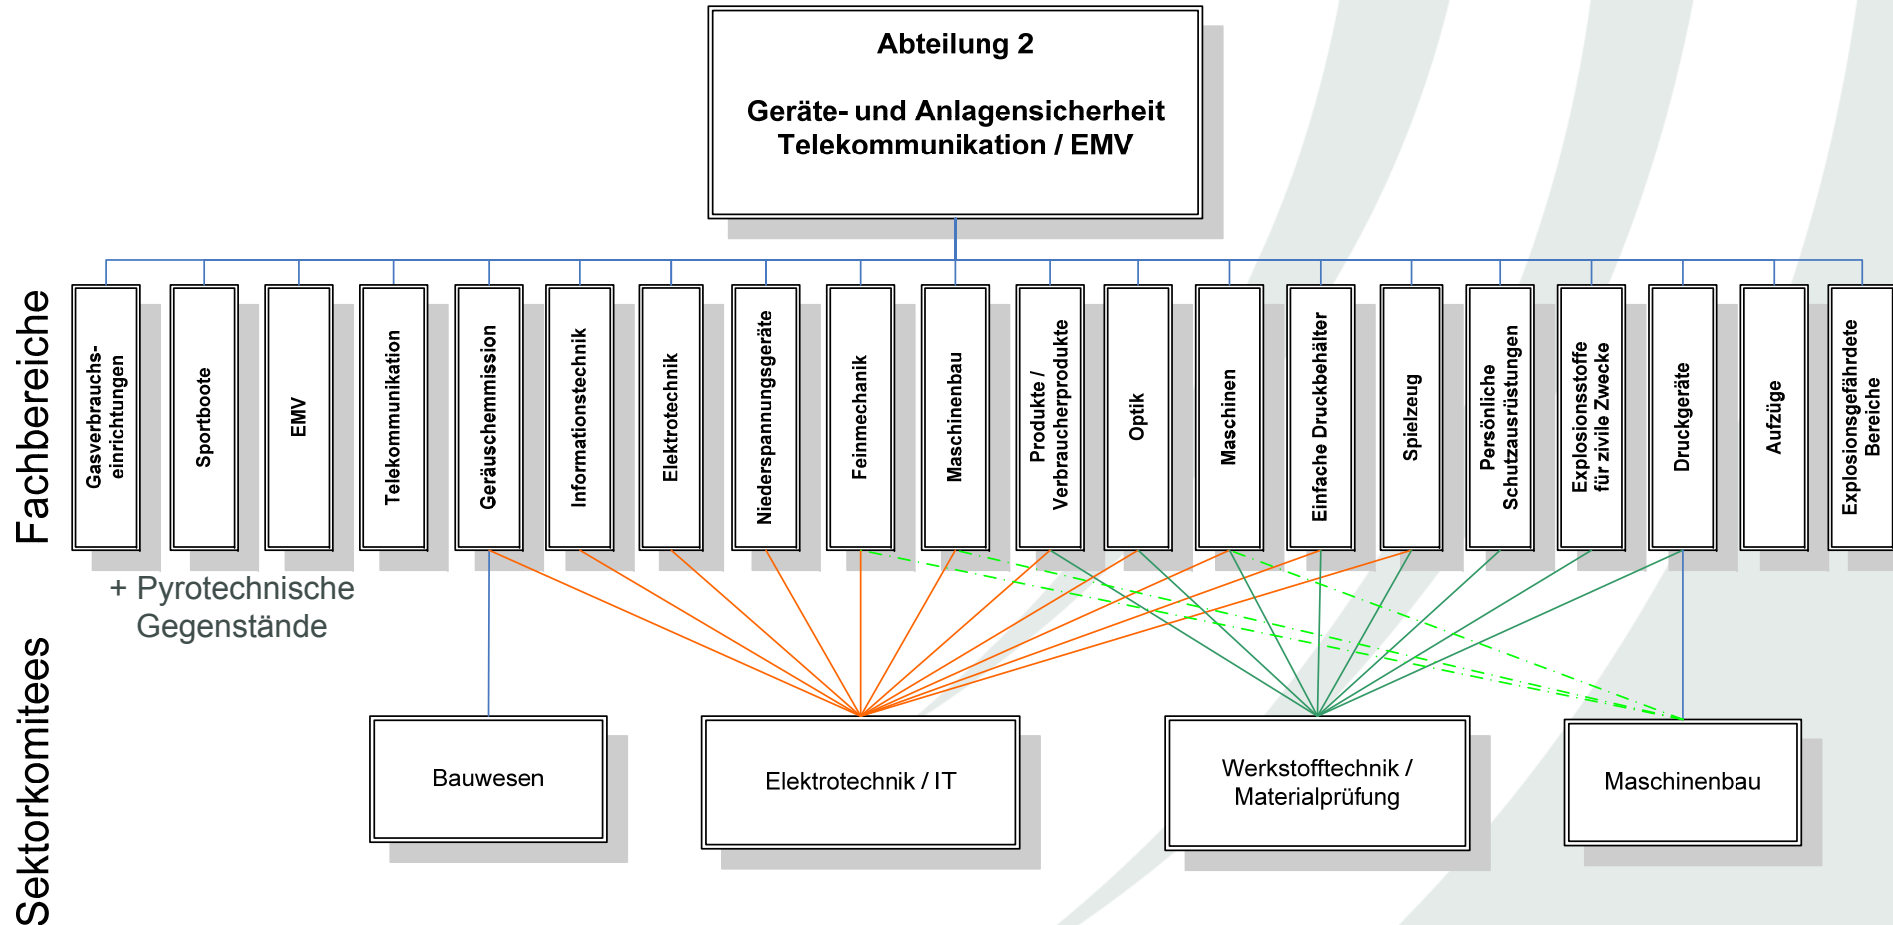 Abteilung 2
Geräte- und Anlagensicherheit
Telekommunikation / EMV
Fachbereiche
Gasverbrauchs-
einrichtungen
Sportboote
EMV
Telekommunikation
Geräuschemmission
Informationstechnik
Elektrotechnik
Niederspannungsgeräte
Feinmechanik
Maschinenbau
Produkte /
Verbraucherprodukte
Optik
Maschinen
Einfache Druckbehälter
Spielzeug
Persönliche
Schutzausrüstungen
Explosionsstoffe
für zivile Zwecke
Druckgeräte
Aufzüge
Explosionsgefährdete
Bereiche
+ Pyrotechnische
Gegenstände
Sektorkomitees
Bauwesen
Elektrotechnik / IT
Werkstofftechnik /
Materialprüfung
Maschinenbau